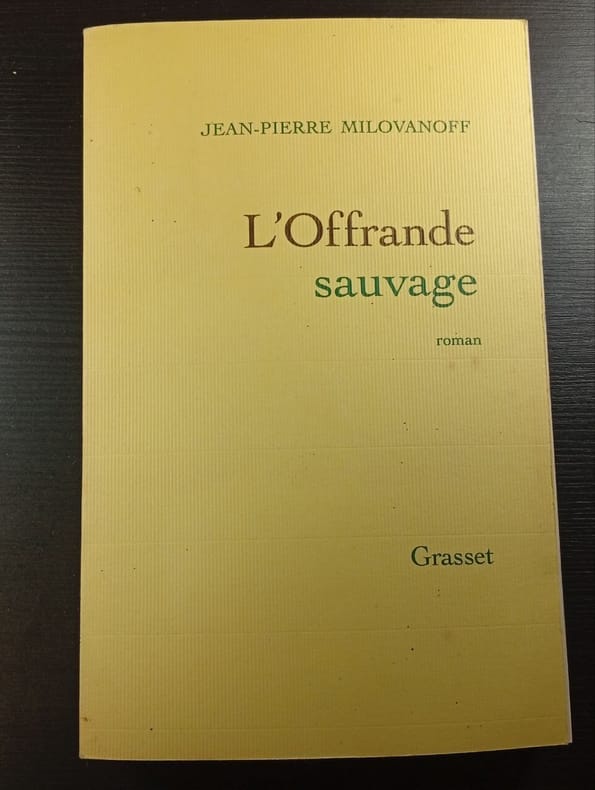 JEAN-PIERRE MILOVANOFF
L'Offrande
sauvage
roman
Grasset